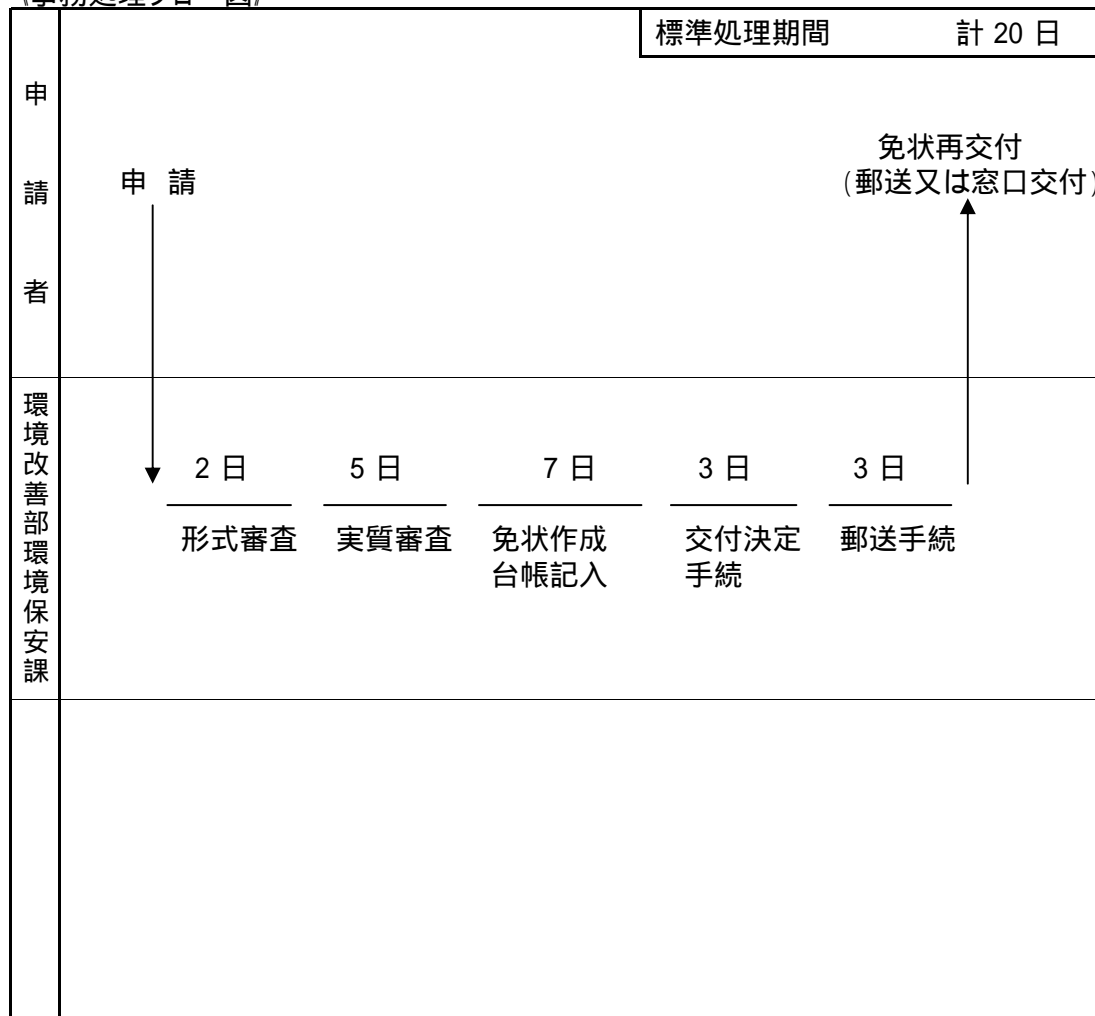 標準処理期間 計 20 日
申請者
申 請
免状再交付
(郵送又は窓口交付)
環境改善部環境保安課
2 日 5 日 7 日 3 日 3 日
形式審査 実質審査 免状作成 交付決定 郵送手続
台帳記入 手続